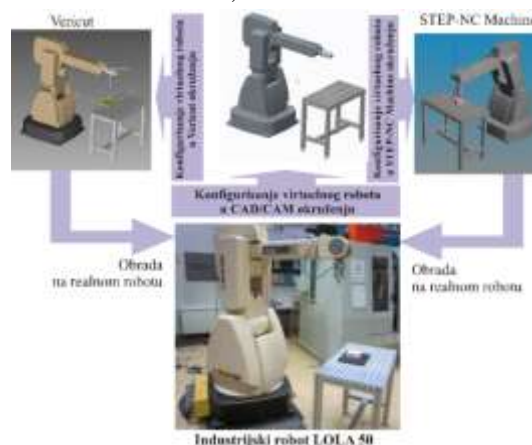 Vericut
STEP-NC Machine
Konfigurisanje virtuelnog robota
u Vericut okruženju
Konfigurisanje virtuelnog robota
u STEP-NC Machine okruženju
Konfigurisanje virtuelnog robota
u CAD/CAM okruženju
Obrada
na realnom robotu
Obrada
na realnom robotu
Industrijski robot LOLA 50